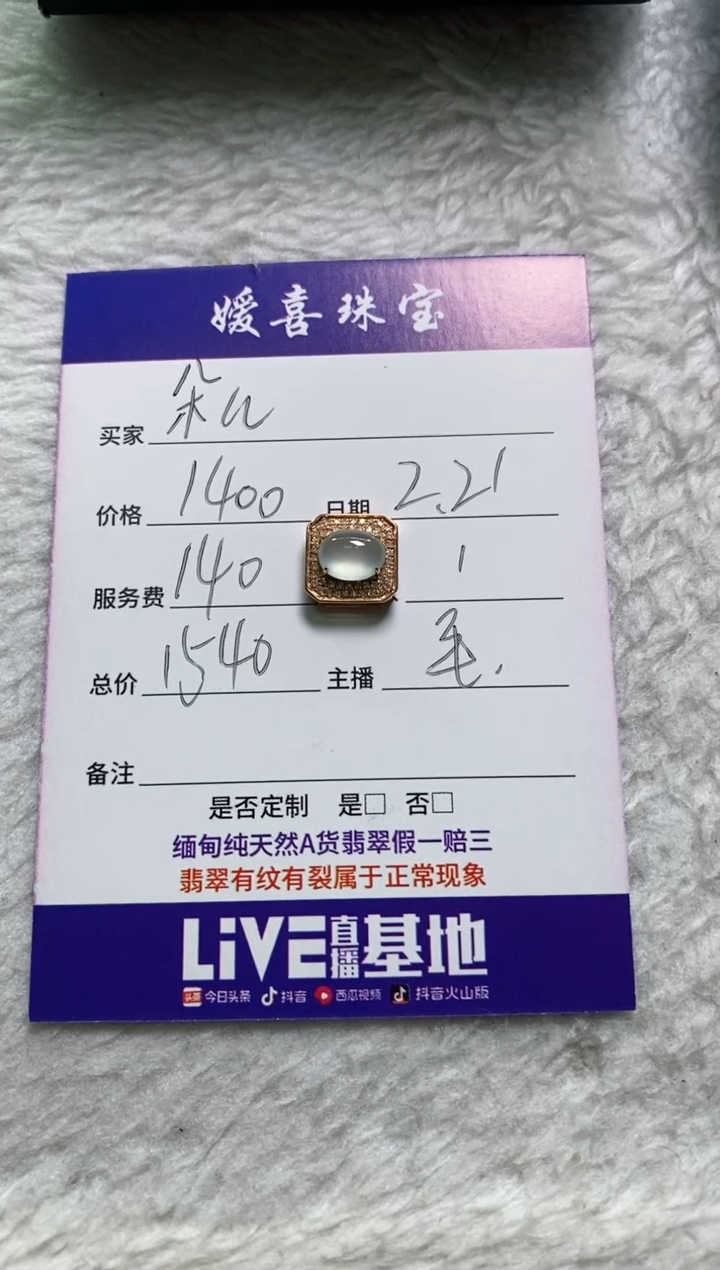 媛喜珠宝
买家 朵儿
价格 1400 日期 2.21
服务费 140 1
总价 1540 主播 毛.
备注
是否定制 是□ 否□
缅甸纯天然A货翡翠假一赔三
翡翠有纹有裂属于正常现象
LiVE直播基地
头条 今日头条 抖音 西瓜视频 抖音火山版